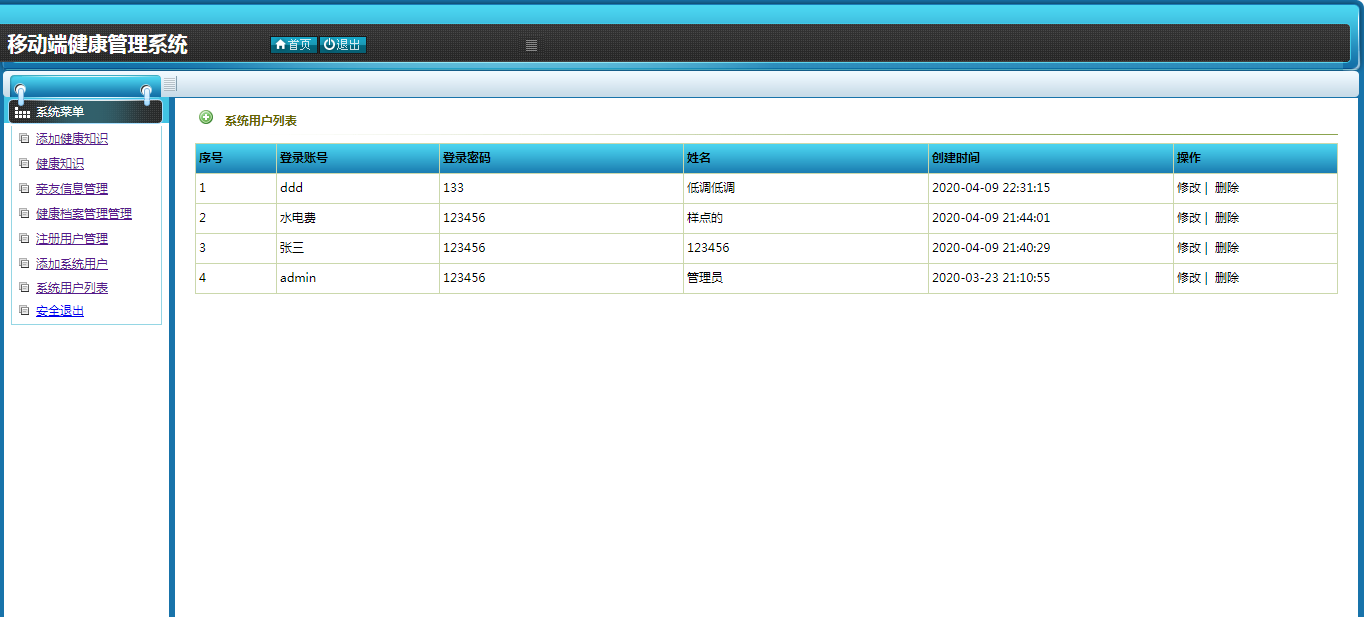 移动端健康管理系统
首页 退出
系统菜单
添加健康知识
健康知识
亲友信息管理
健康档案管理管理
注册用户管理
添加系统用户
系统用户列表
安全退出
系统用户列表
序号 登录账号 登录密码 姓名 创建时间 操作
1 ddd 133 低调低调 2020-04-09 22:31:15 修改 | 删除
2 水电费 123456 样点的 2020-04-09 21:44:01 修改 | 删除
3 张三 123456 123456 2020-04-09 21:40:29 修改 | 删除
4 admin 123456 管理员 2020-03-23 21:10:55 修改 | 删除